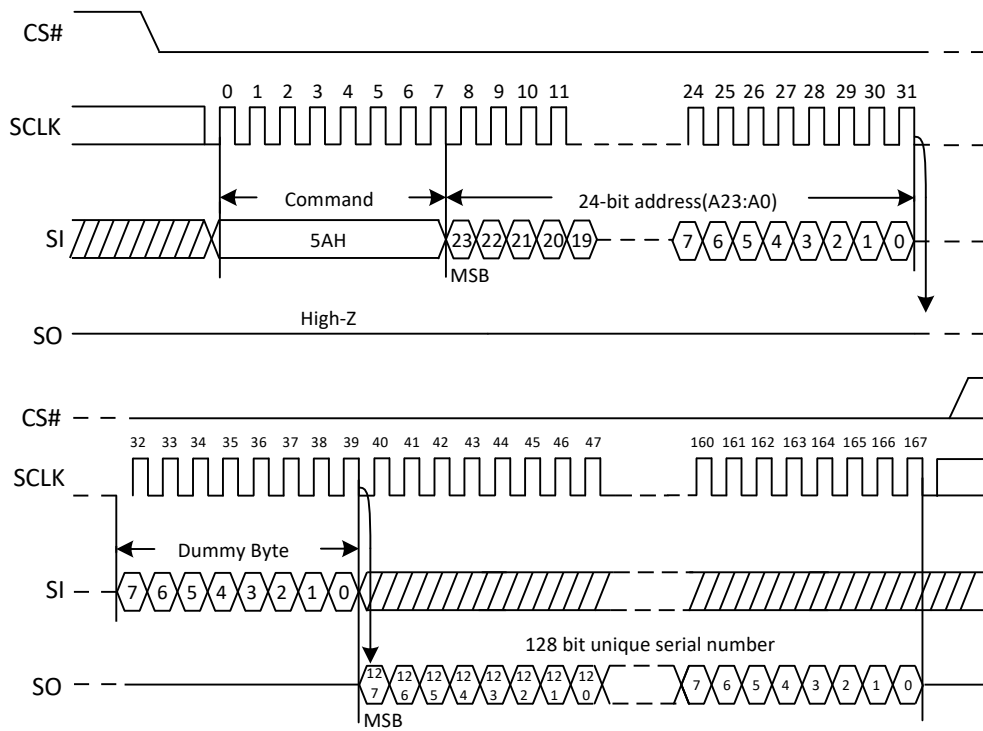 CS#
0 1 2 3 4 5 6 7 8 9 10 11 24 25 26 27 28 29 30 31
SCLK
Command 24-bit address(A23:A0)
SI 5AH 23 22 21 20 19 7 6 5 4 3 2 1 0
MSB
High-Z
SO
CS#
32 33 34 35 36 37 38 39 40 41 42 43 44 45 46 47 160 161 162 163 164 165 166 167
SCLK
Dummy Byte
SI 7 6 5 4 3 2 1 0
128 bit unique serial number
SO 127 126 125 124 123 122 121 120 7 6 5 4 3 2 1 0
MSB